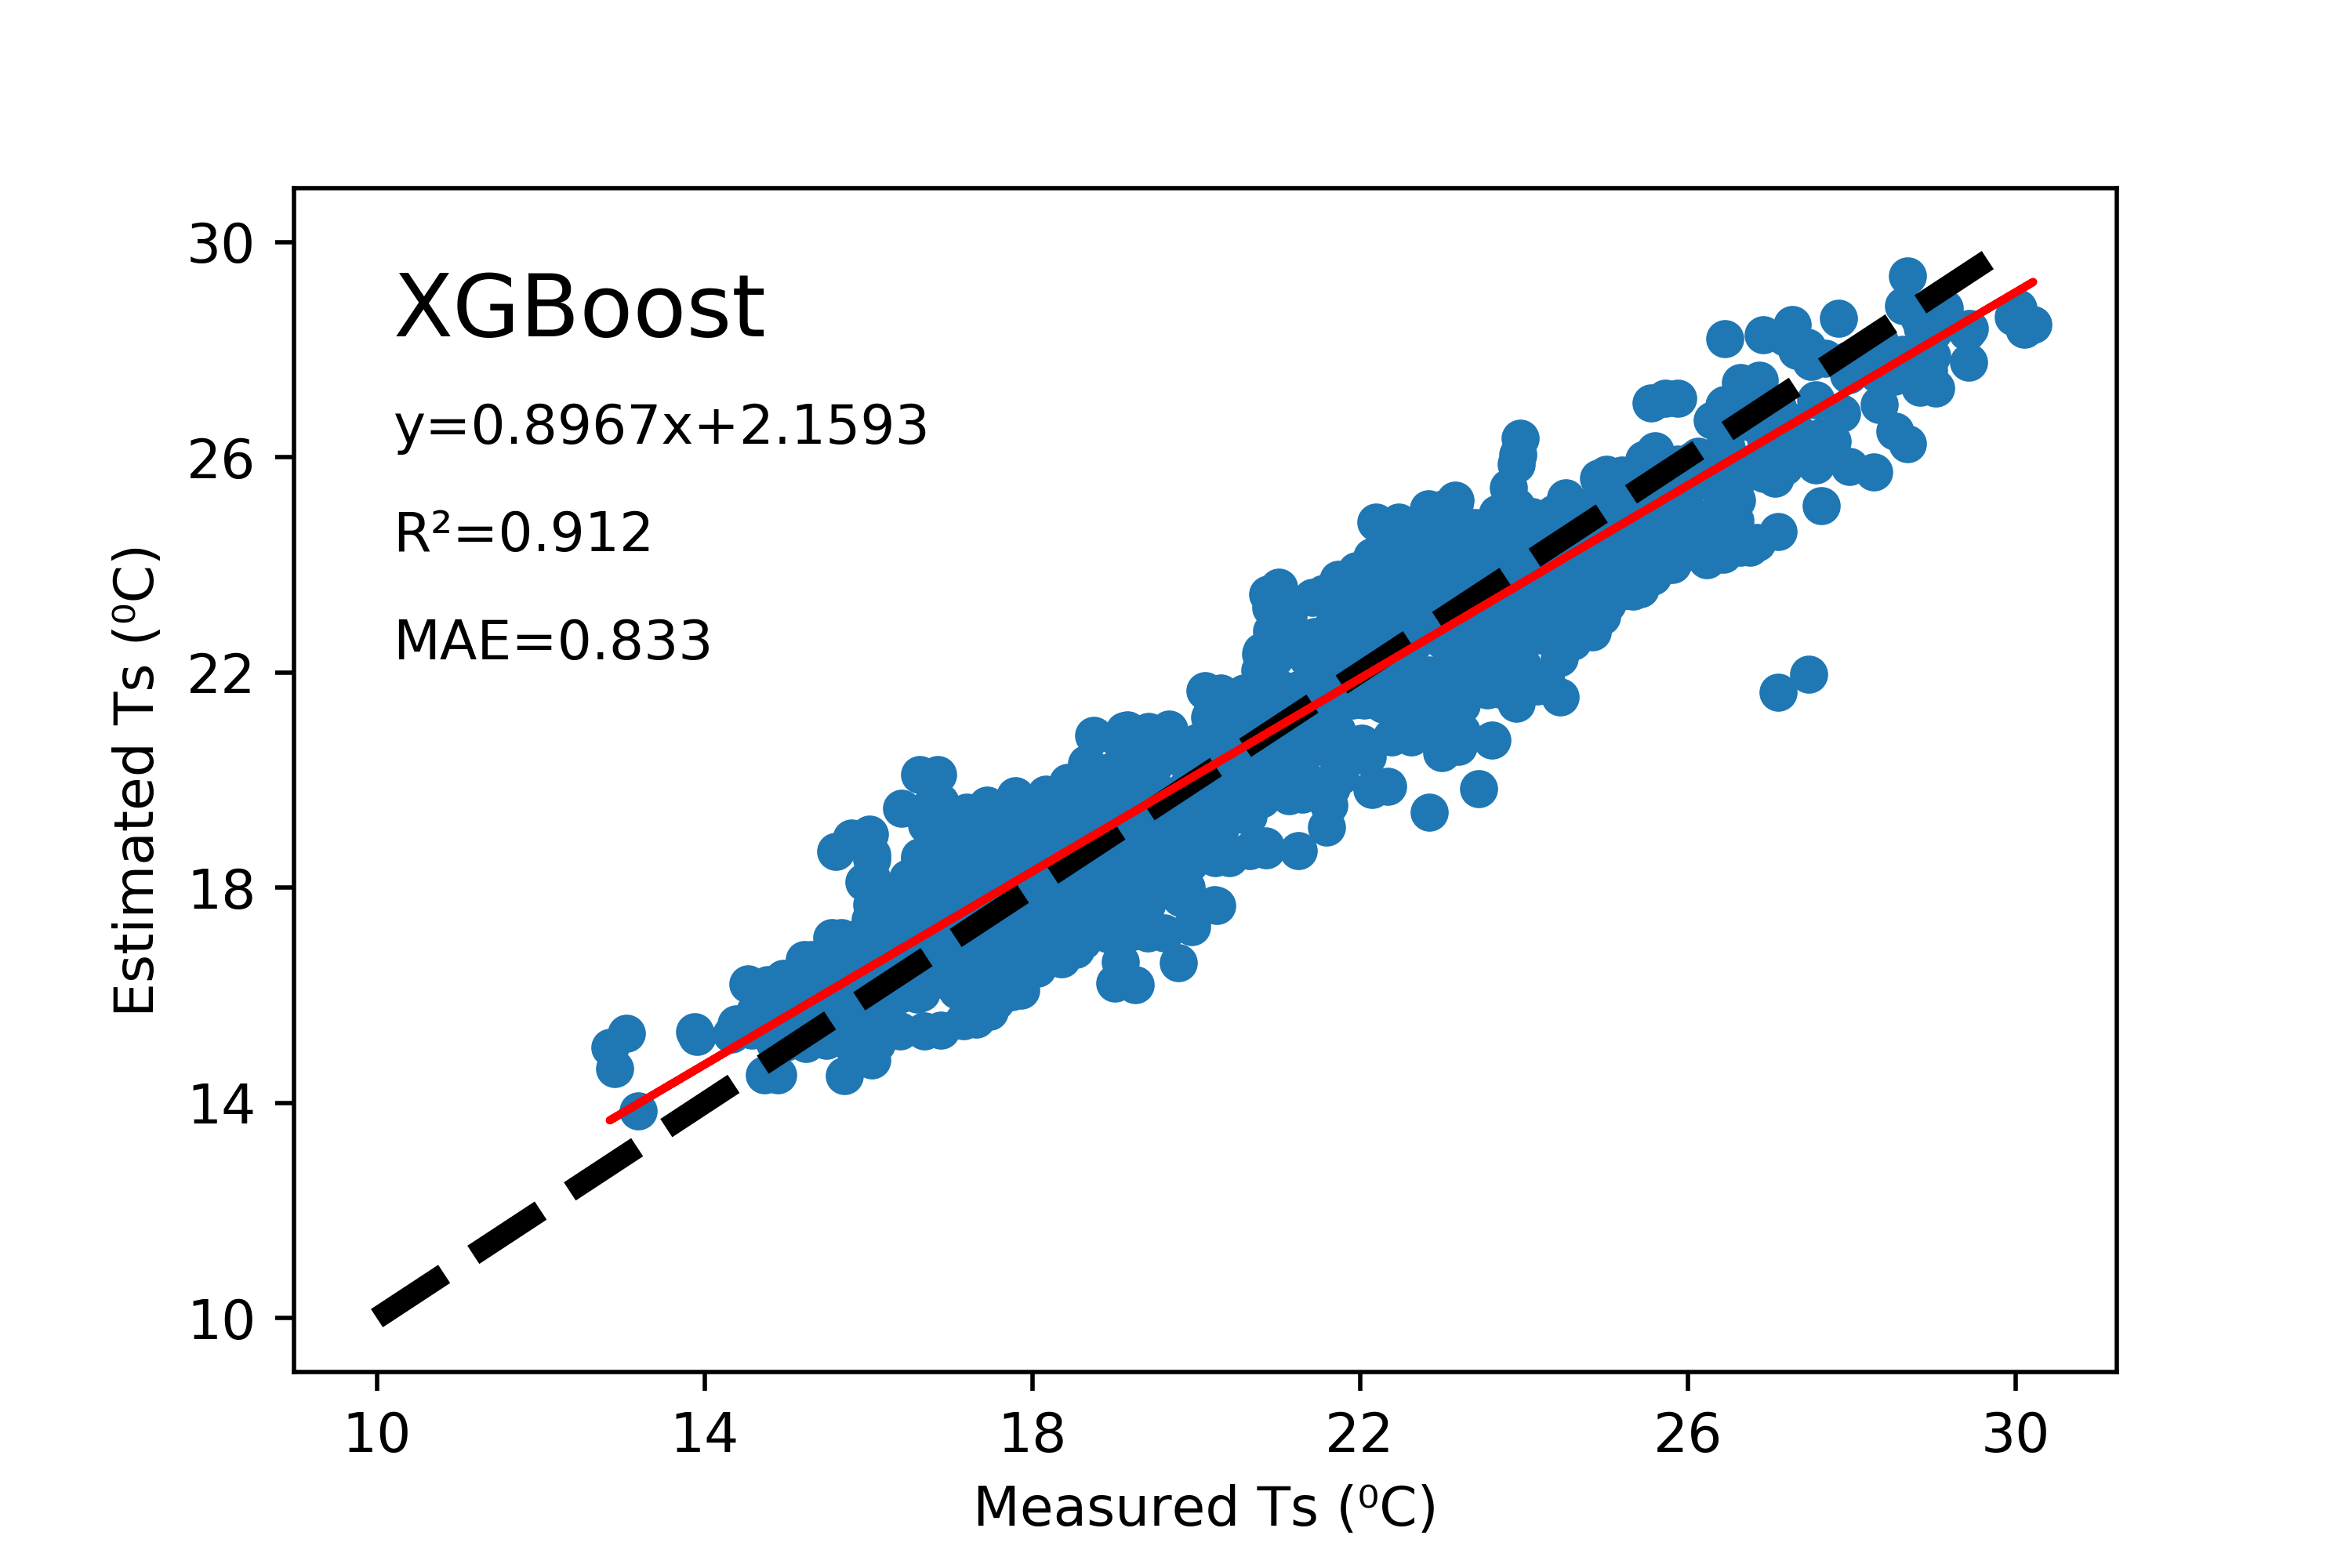 XGBoost
y=0.8967x+2.1593
R²=0.912
MAE=0.833
30
26
22
18
14
10
Estimated Ts (⁰C)
10 14 18 22 26 30
Measured Ts (⁰C)